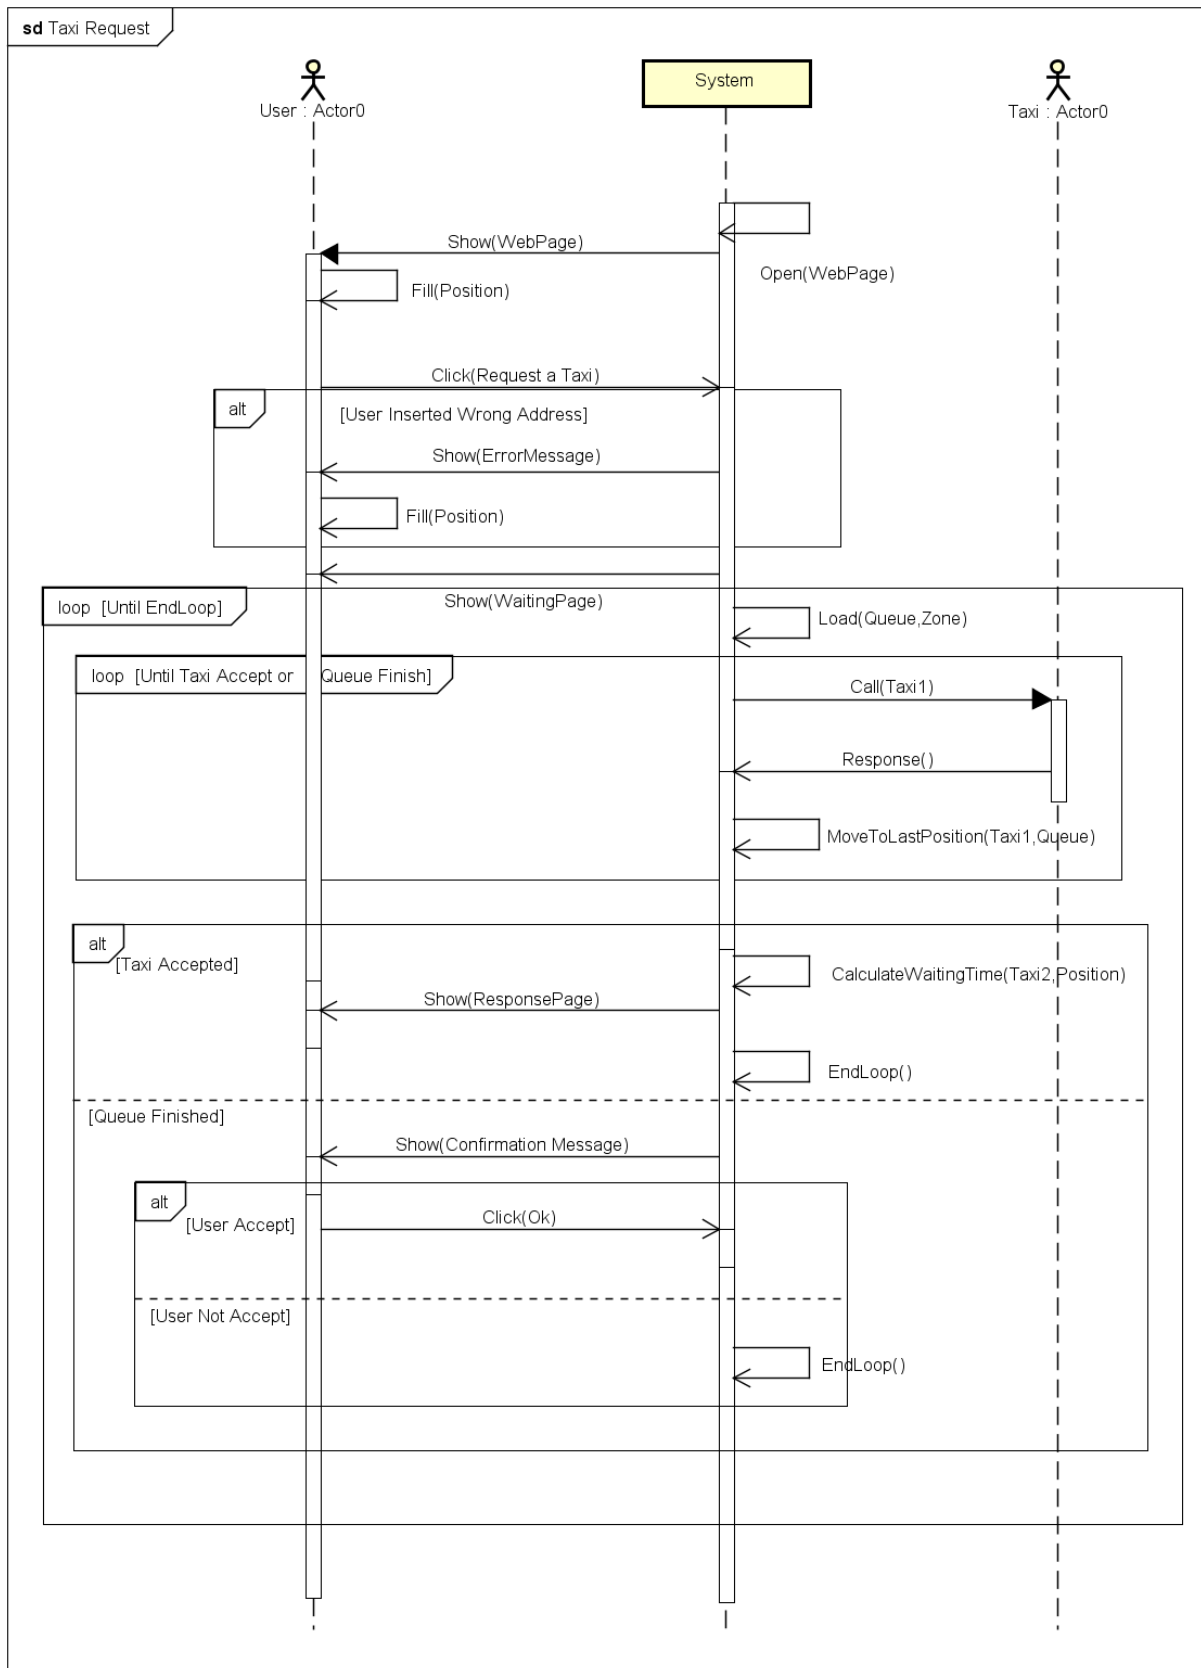 sd Taxi Request
System
User : Actor0
Taxi : Actor0
Show(WebPage)
Open(WebPage)
Fill(Position)
Click(Request a Taxi)
alt
[User Inserted Wrong Address]
Show(ErrorMessage)
Fill(Position)
Show(WaitingPage)
loop [Until EndLoop]
Load(Queue,Zone)
loop [Until Taxi Accept or Queue Finish]
Call(Taxi1)
Response()
MoveToLastPosition(Taxi1,Queue)
alt
[Taxi Accepted]
CalculateWaitingTime(Taxi2,Position)
Show(ResponsePage)
EndLoop()
[Queue Finished]
Show(Confirmation Message)
alt
[User Accept]
Click(Ok)
[User Not Accept]
EndLoop()